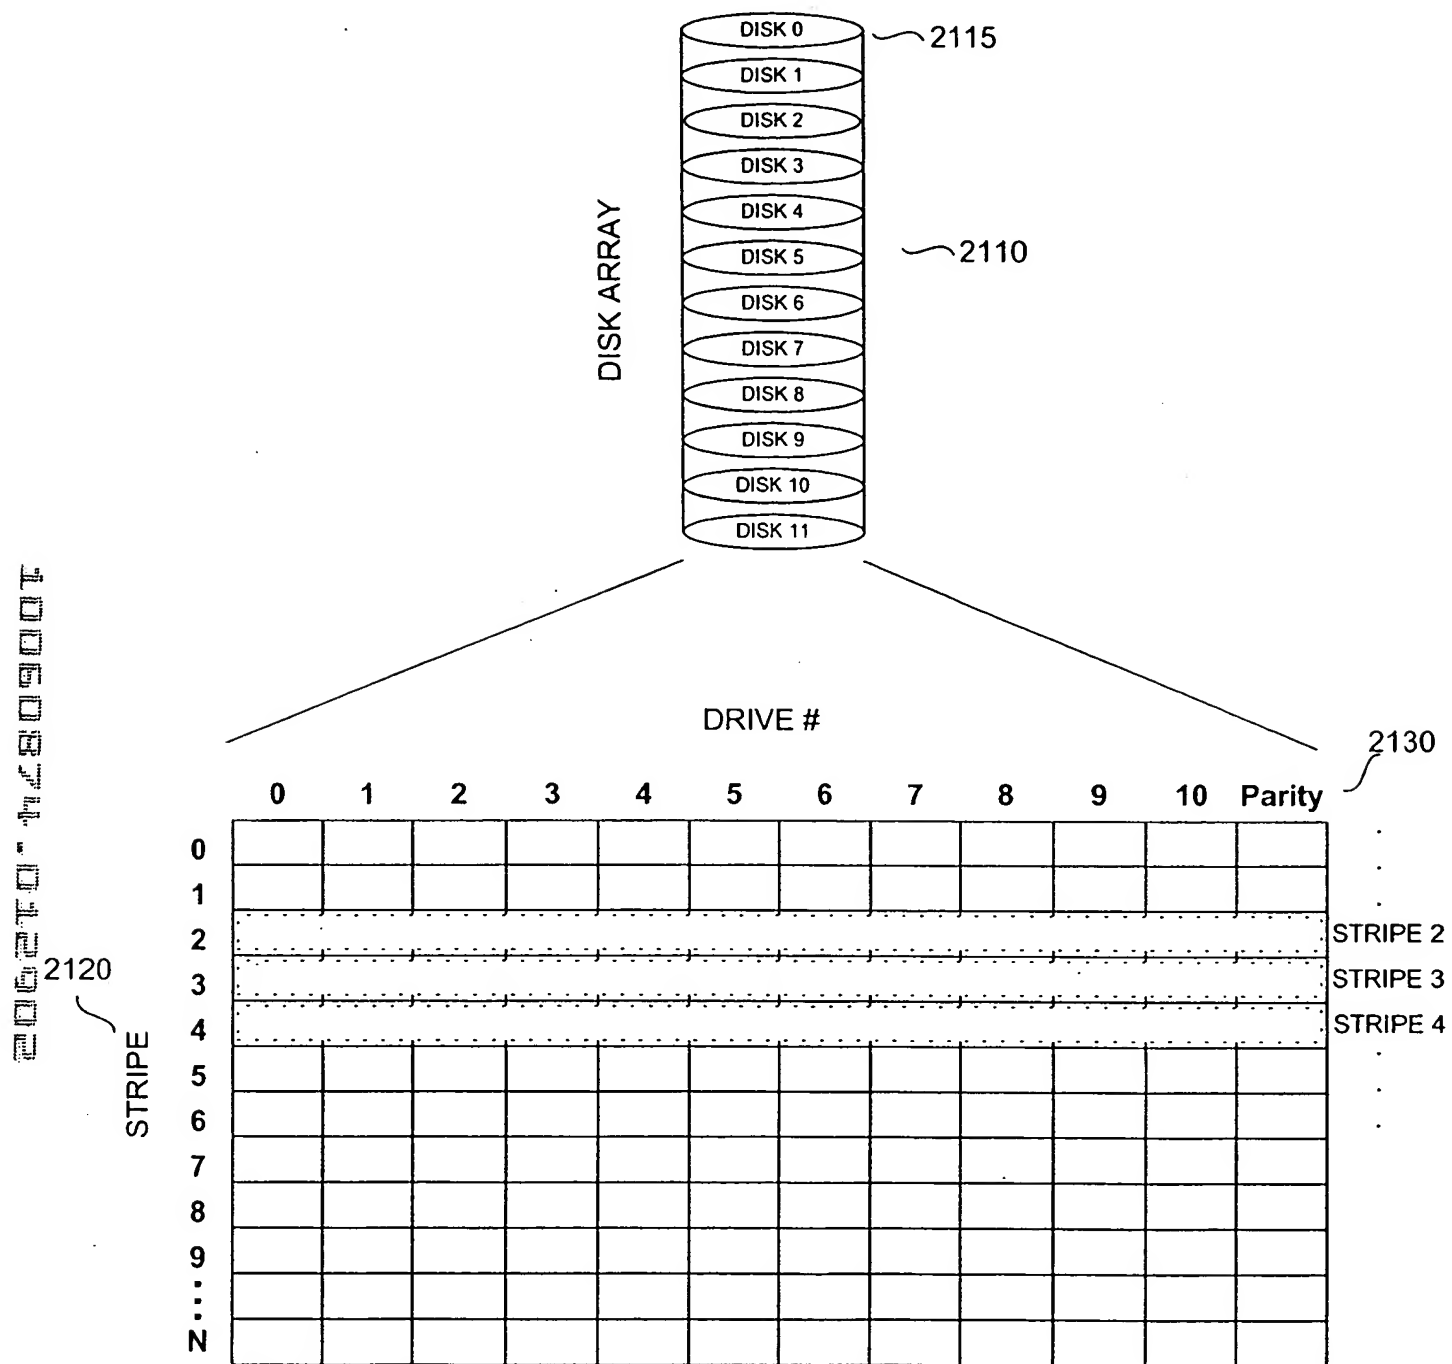 DISK 0
2115
DISK 1
DISK 2
DISK 3
DISK 4
DISK 5
2110
DISK 6
DISK 7
DISK 8
DISK 9
DISK 10
DISK 11
DISK ARRAY
10060874.012902
DRIVE #
2130
0 1 2 3 4 5 6 7 8 9 10 Parity
0
1
2 STRIPE 2
3 STRIPE 3
4 STRIPE 4
5
6
7
8
9
N
2120
STRIPE